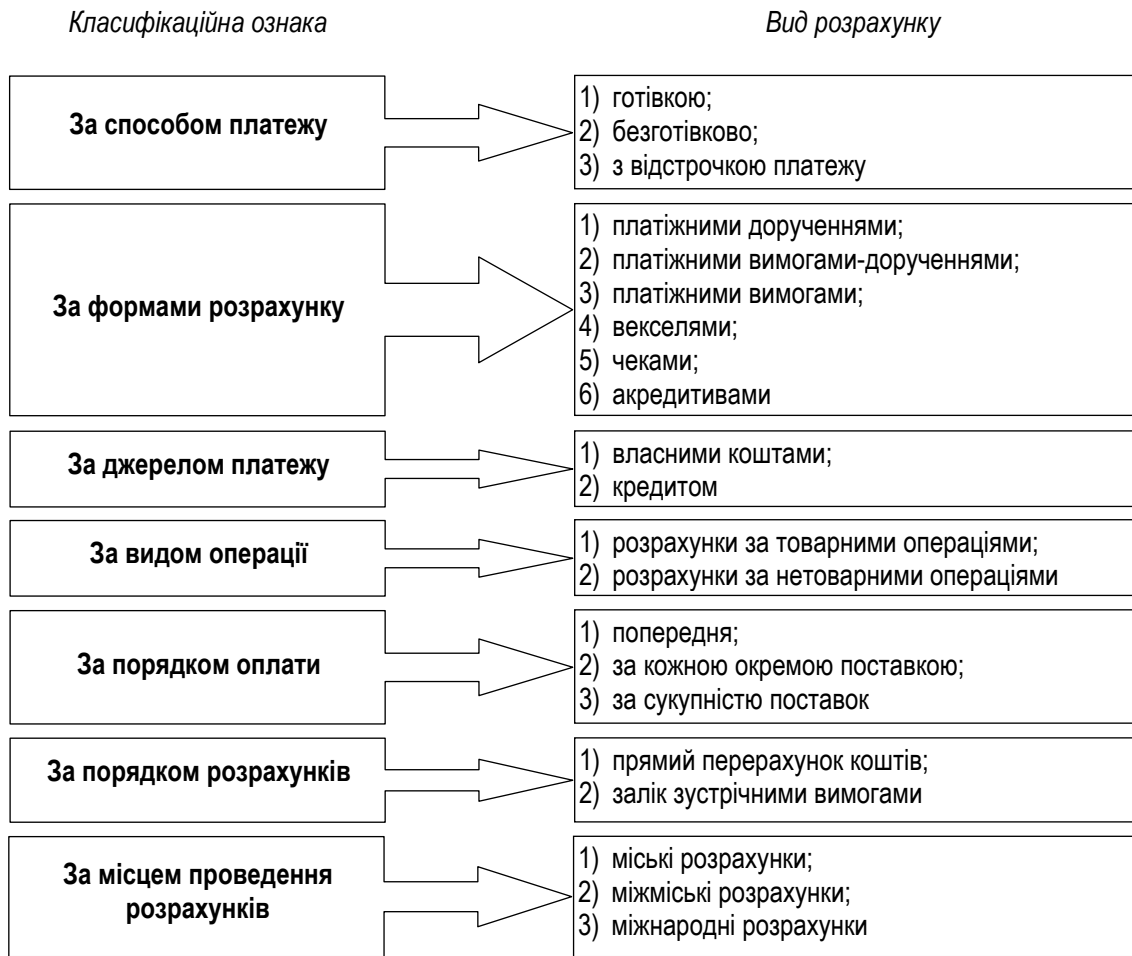 Класифікаційна ознака
Вид розрахунку
За способом платежу
1) готівкою;
2) безготівково;
3) з відстрочкою платежу
За формами розрахунку
1) платіжними дорученнями;
2) платіжними вимогами-дорученнями;
3) платіжними вимогами;
4) векселями;
5) чеками;
6) акредитивами
За джерелом платежу
1) власними коштами;
2) кредитом
За видом операції
1) розрахунки за товарними операціями;
2) розрахунки за нетоварними операціями
За порядком оплати
1) попередня;
2) за кожною окремою поставкою;
3) за сукупністю поставок
За порядком розрахунків
1) прямий перерахунок коштів;
2) залік зустрічними вимогами
За місцем проведення
розрахунків
1) міські розрахунки;
2) міжміські розрахунки;
3) міжнародні розрахунки